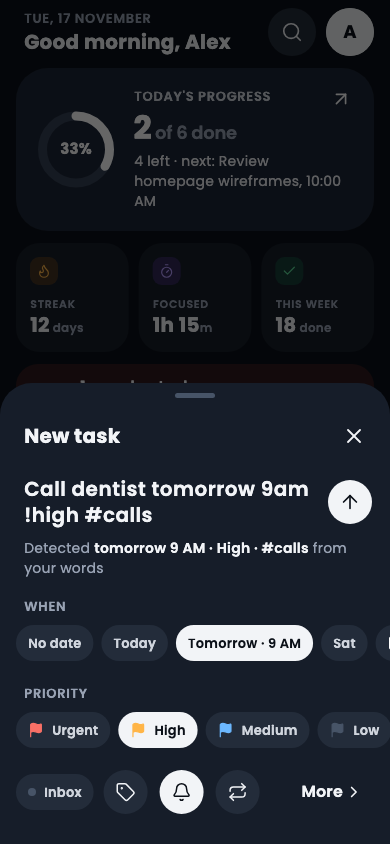 TUE, 17 NOVEMBER
Good morning, Alex
A
TODAY'S PROGRESS
33%
2 of 6 done
4 left · next: Review
homepage wireframes, 10:00
AM
STREAK
12 days
FOCUSED
1h 15m
THIS WEEK
18 done
New task
Call dentist tomorrow 9am
!high #calls
Detected tomorrow 9 AM · High · #calls from
your words
WHEN
No date
Today
Tomorrow · 9 AM
Sat
PRIORITY
Urgent
High
Medium
Low
Inbox
More